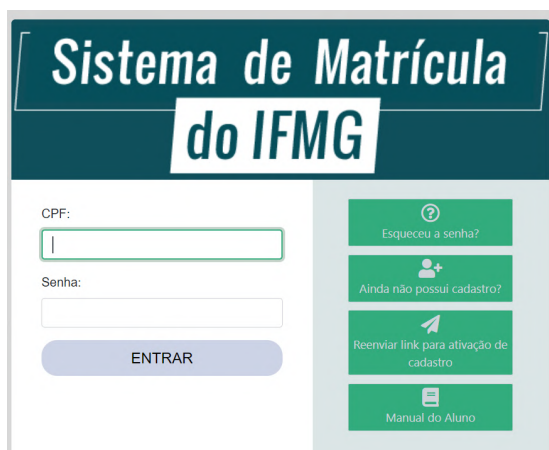 Sistema de Matrícula
do IFMG
CPF:
Senha:
ENTRAR
Esqueceu a senha?
Ainda não possui cadastro?
Reenviar link para ativação de
cadastro
Manual do Aluno